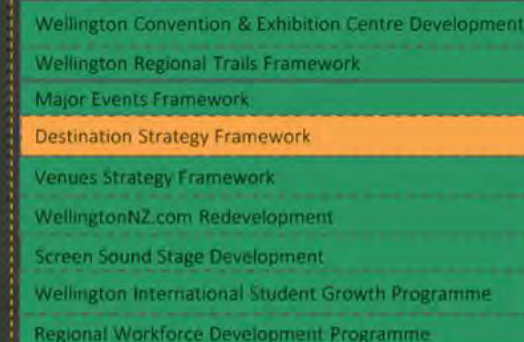 Wellington Convention & Exhibition Centre Development
Wellington Regional Trails Framework
Major Events Framework
Destination Strategy Framework
Venues Strategy Framework
WellingtonNZ.com Redevelopment
Screen Sound Stage Development
Wellington International Student Growth Programme
Regional Workforce Development Programme